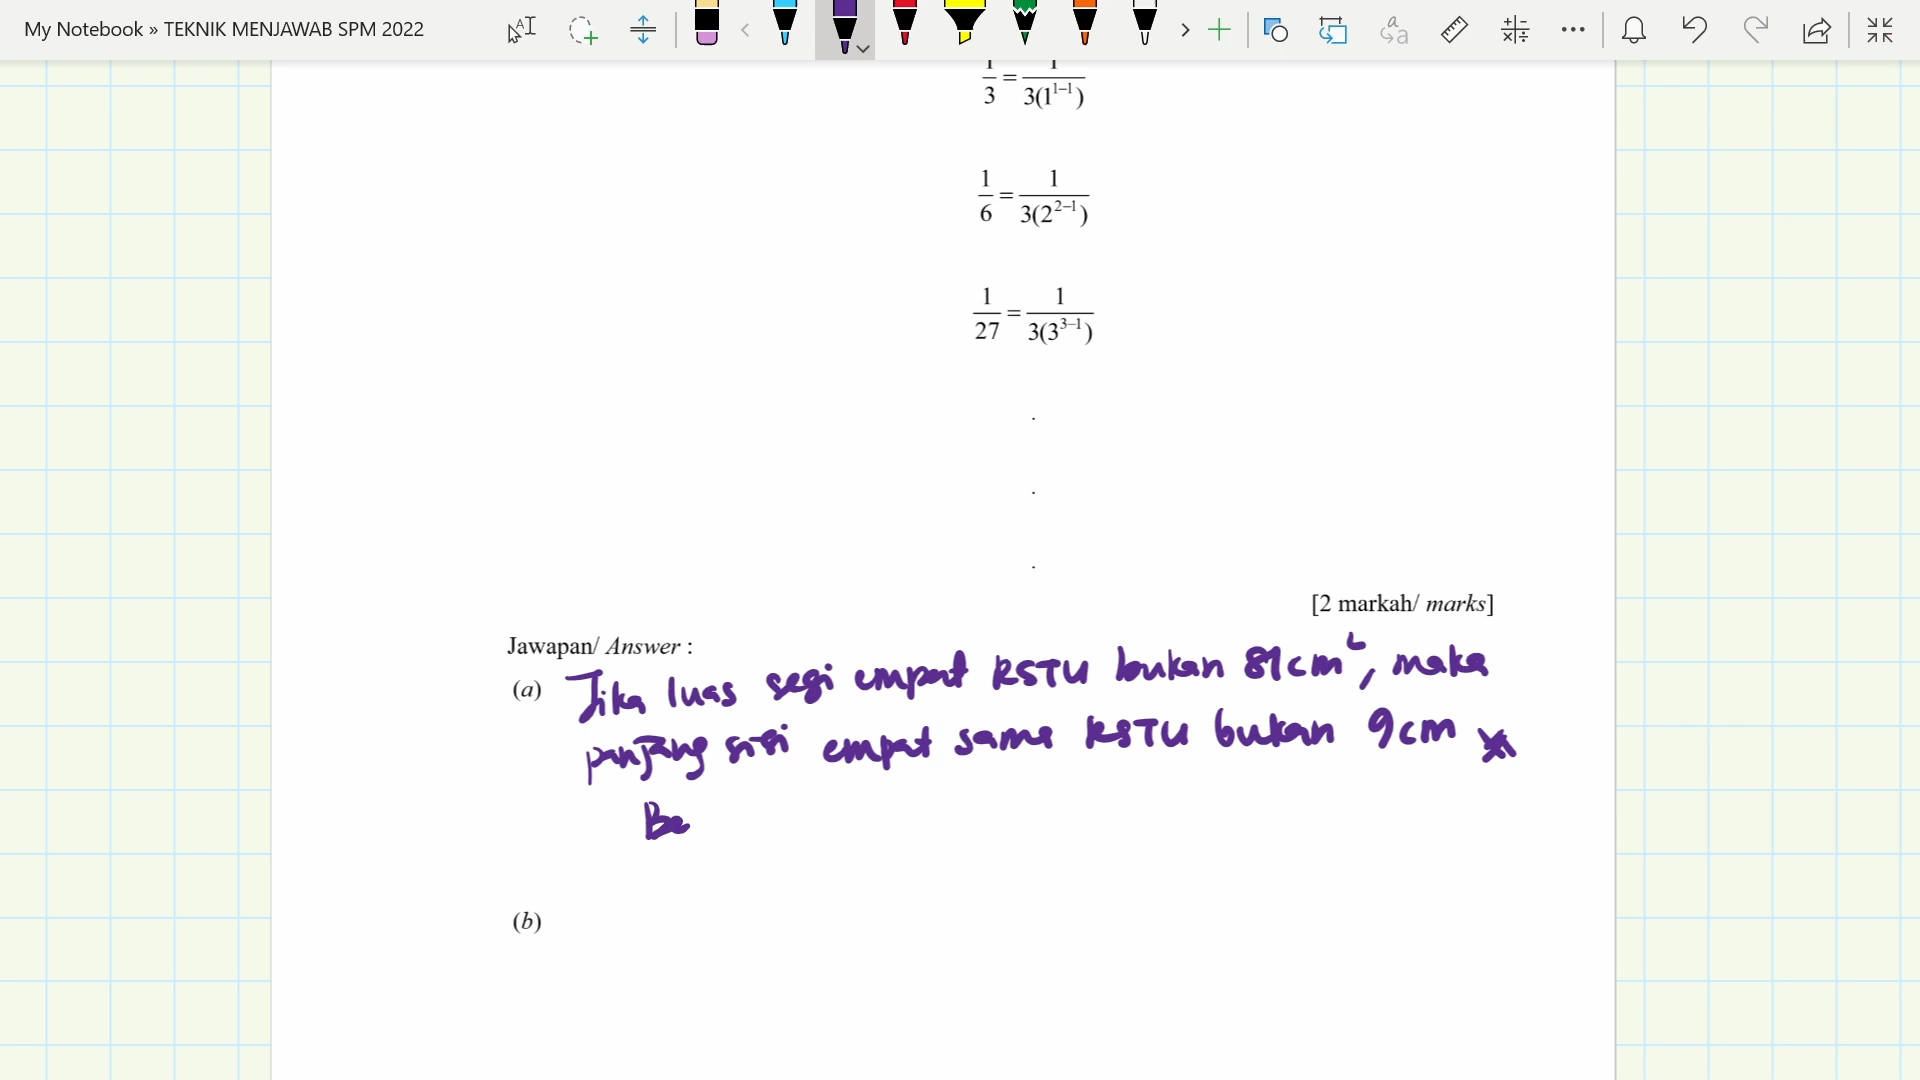 My Notebook » TEKNIK MENJAWAB SPM 2022
1/3 = 1/3(1^{1–1})
1/6 = 1/3(2^{2–1})
1/27 = 1/3(3^{3–1})
.
.
.
[2 markah/ marks]
Jawapan/ Answer :
(a) Jika luas segi empat RSTU bukan 81cm², maka
panjang sisi empat sama RSTU bukan 9cm
Be
(b)